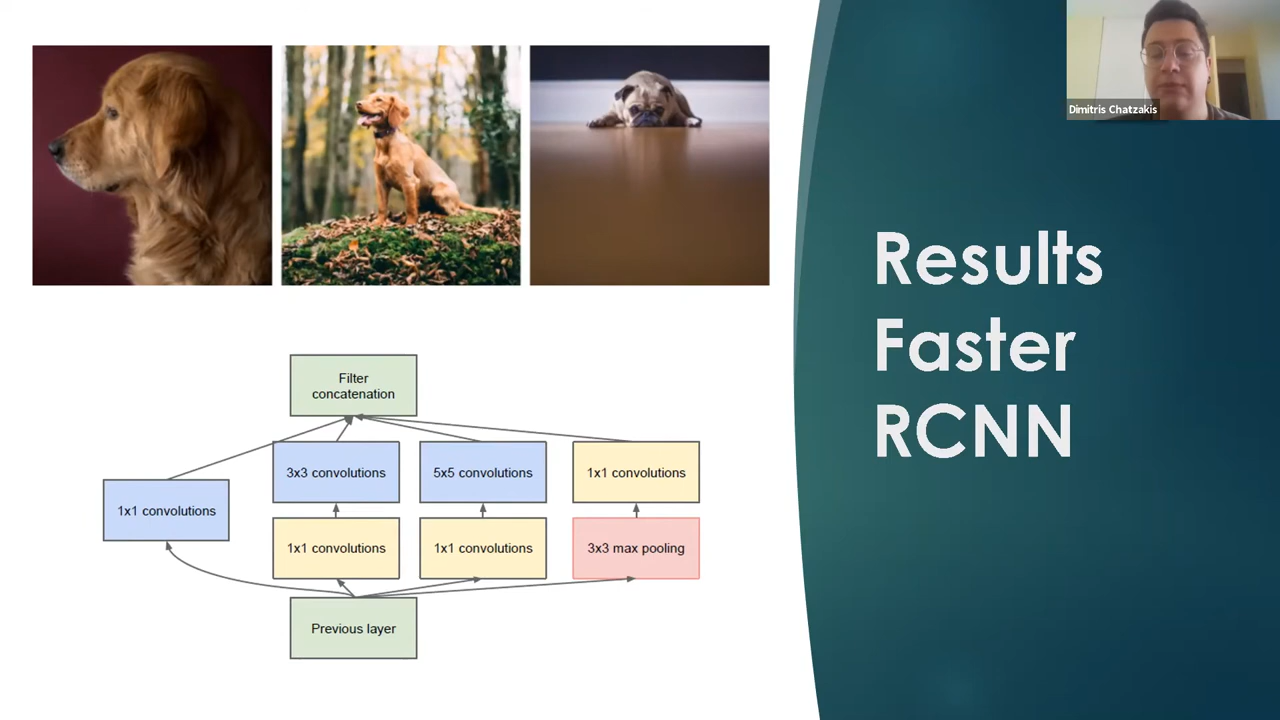 Dimitris Chatzakis
Results
Faster
RCNN
Filter
concatenation
3x3 convolutions
5x5 convolutions
1x1 convolutions
1x1 convolutions
1x1 convolutions
1x1 convolutions
3x3 max pooling
Previous layer